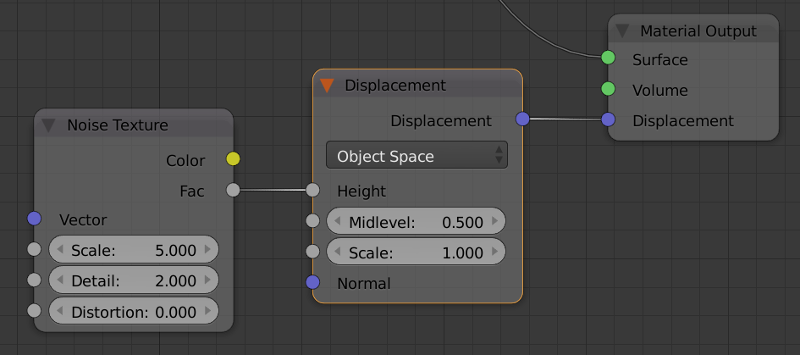 Noise Texture
Color
Fac
Vector
Scale: 5.000
Detail: 2.000
Distortion: 0.000
Displacement
Displacement
Object Space
Height
Midlevel: 0.500
Scale: 1.000
Normal
Material Output
Surface
Volume
Displacement